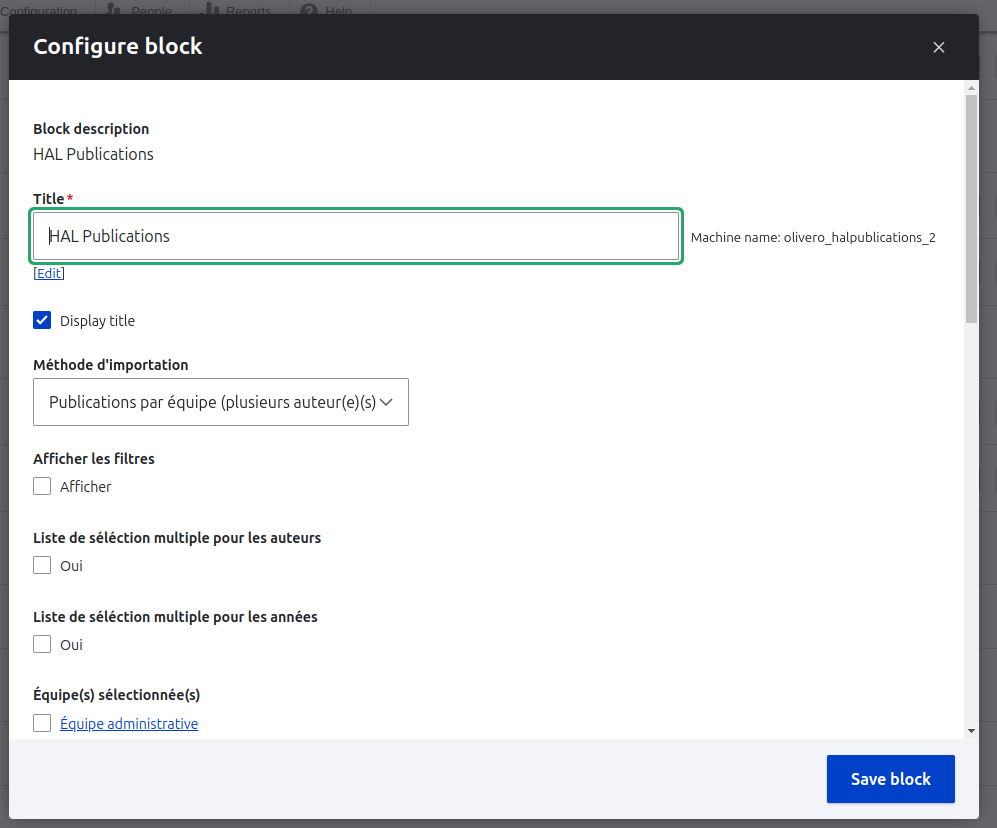 Configuration People Reports Help
Configure block
Block description
HAL Publications
Title*
HAL Publications
Machine name: olivero_halpublications_2
[Edit]
Display title
Méthode d'importation
Publications par équipe (plusieurs auteur(e)(s)
Afficher les filtres
Afficher
Liste de séléction multiple pour les auteurs
Oui
Liste de séléction multiple pour les années
Oui
Équipe(s) sélectionnée(s)
Équipe administrative
Save block